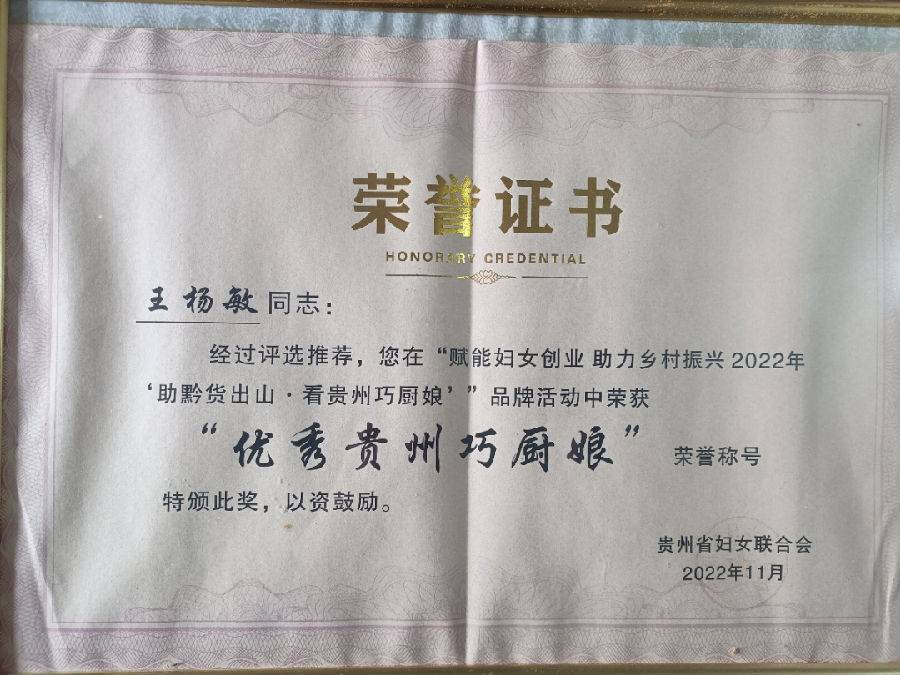 荣誉证书
HONORARY CREDENTIAL
王杨敏同志：
经过评选推荐，您在“赋能妇女创业 助力乡村振兴 2022年
‘助黔货出山·看贵州巧厨娘’”品牌活动中荣获
“优秀贵州巧厨娘” 荣誉称号
特颁此奖，以资鼓励。
贵州省妇女联合会
2022年11月